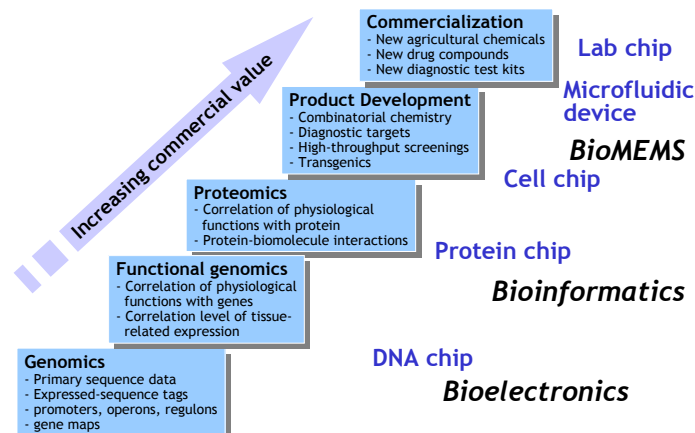 Commercialization
- New agricultural chemicals
- New drug compounds
- New diagnostic test kits
Lab chip
Microfluidic
device
Increasing commercial value
Product Development
- Combinatorial chemistry
- Diagnostic targets
- High-throughput screenings
- Transgenics
BioMEMS
Cell chip
Proteomics
- Correlation of physiological
functions with protein
- Protein-biomolecule interactions
Protein chip
Functional genomics
- Correlation of physiological
functions with genes
- Correlation level of tissue-
related expression
Bioinformatics
DNA chip
Genomics
- Primary sequence data
- Expressed-sequence tags
- promoters, operons, regulons
- gene maps
Bioelectronics